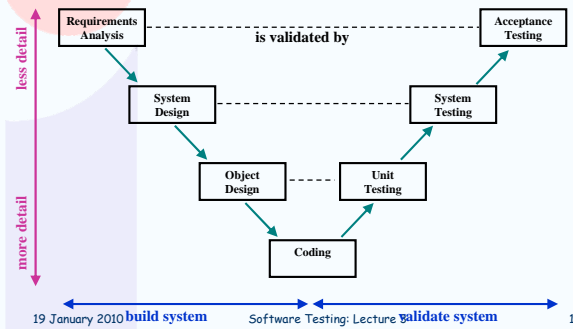 Requirements
Analysis
Acceptance
Testing
is validated by
less detail
System
Design
System
Testing
Object
Design
Unit
Testing
more detail
Coding
build system
validate system
19 January 2010
Software Testing: Lecture
1